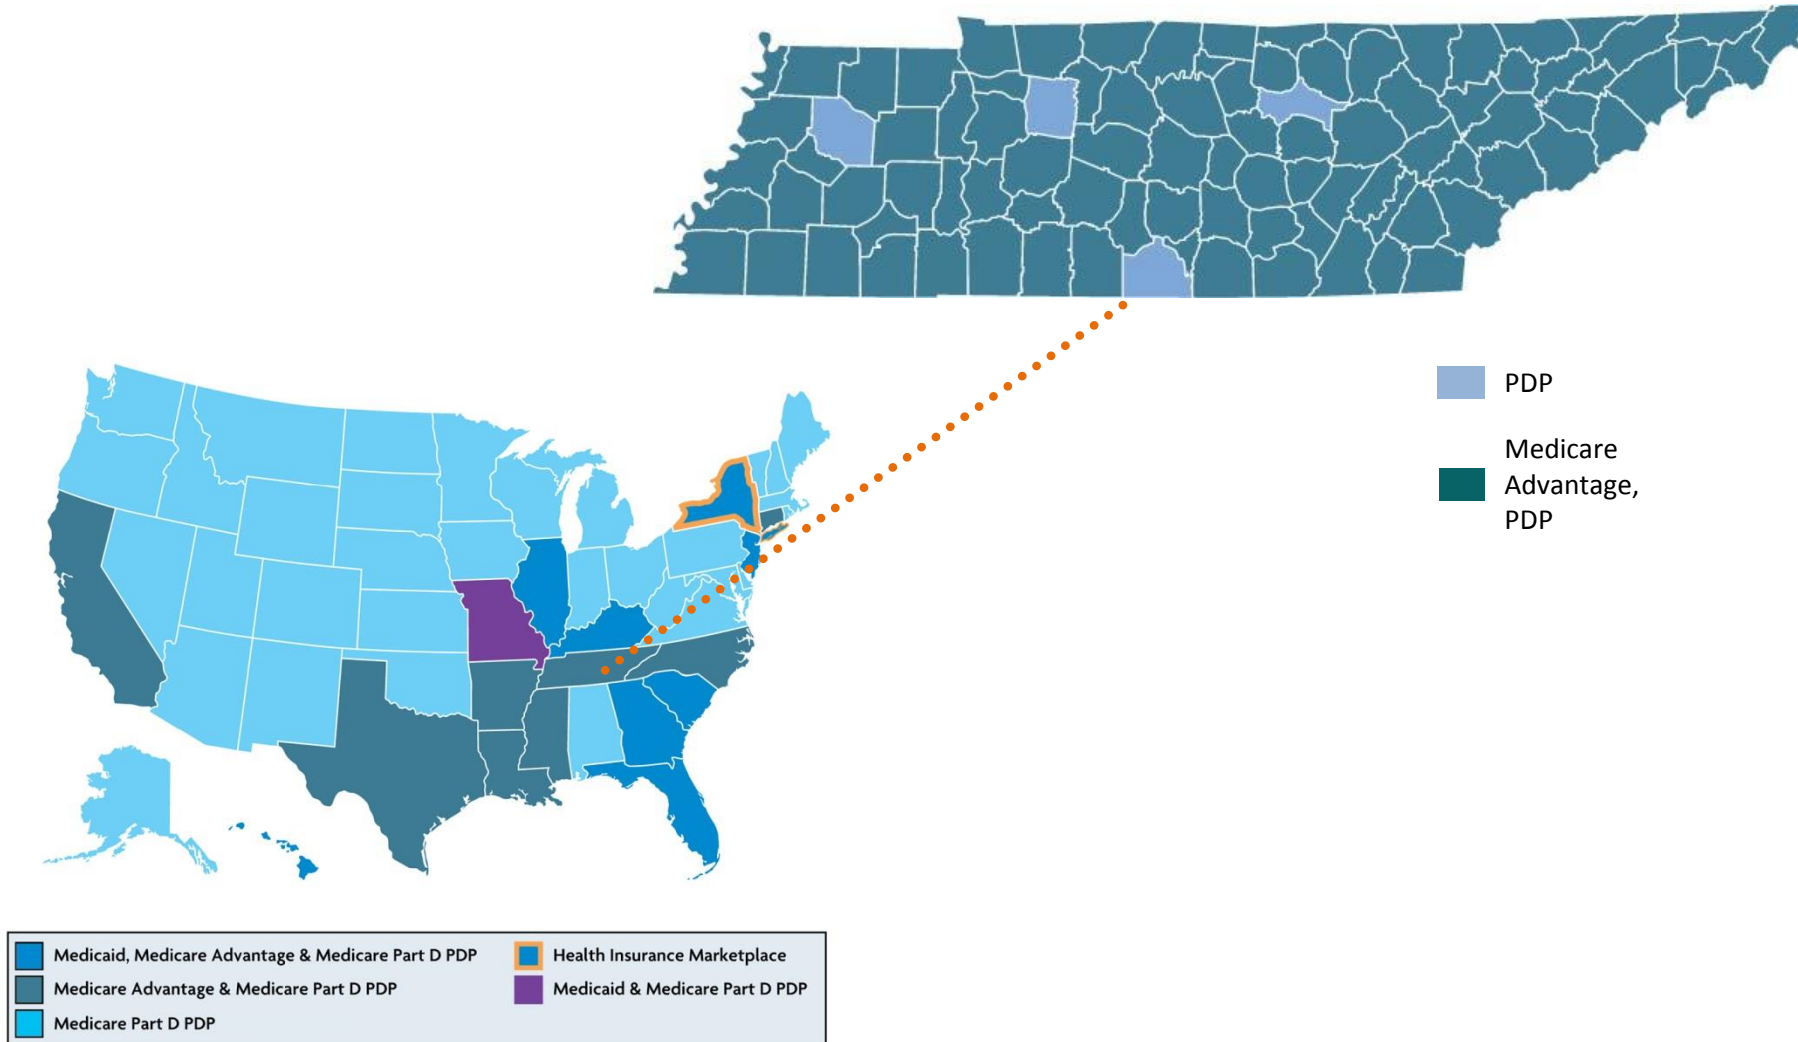 PDP
Medicare
Advantage,
PDP
Medicaid, Medicare Advantage & Medicare Part D PDP
Health Insurance Marketplace
Medicare Advantage & Medicare Part D PDP
Medicaid & Medicare Part D PDP
Medicare Part D PDP